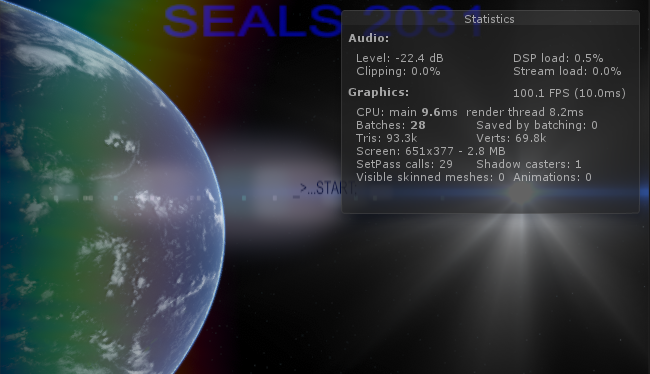 SEALS 2031
Statistics
Audio:
Level: -22.4 dB DSP load: 0.5%
Clipping: 0.0% Stream load: 0.0%
Graphics: 100.1 FPS (10.0ms)
CPU: main 9.6ms render thread 8.2ms
Batches: 28 Saved by batching: 0
Tris: 93.3k Verts: 69.8k
Screen: 651x377 - 2.8 MB
SetPass calls: 29 Shadow casters: 1
Visible skinned meshes: 0 Animations: 0
_>...START.